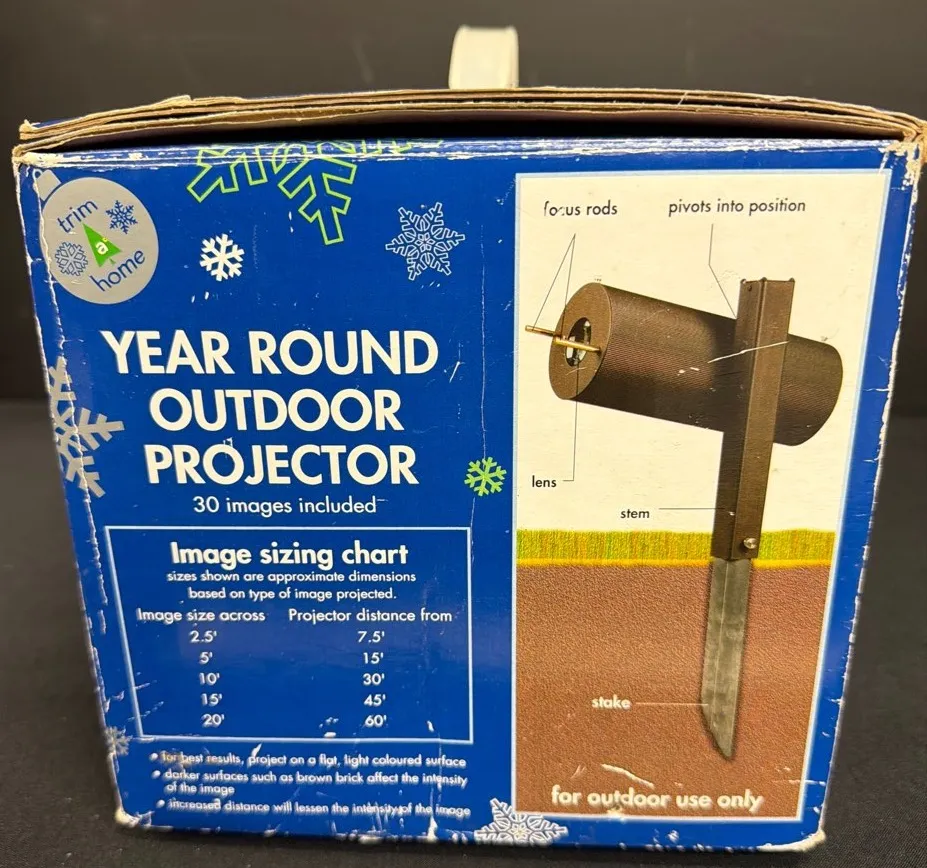 trim
a
home
YEAR ROUND
OUTDOOR
PROJECTOR
30 images included
Image sizing chart
sizes shown are approximate dimensions
based on type of image projected.
Image size across Projector distance from
2.5' 7.5'
5' 15'
10' 30'
15' 45'
20' 60'
• for best results, project on a flat, light coloured surface
• darker surfaces such as brown brick affect the intensity
of the image
• increased distance will lessen the intensity of the image
focus rods
pivots into position
lens
stem
stake
for outdoor use only